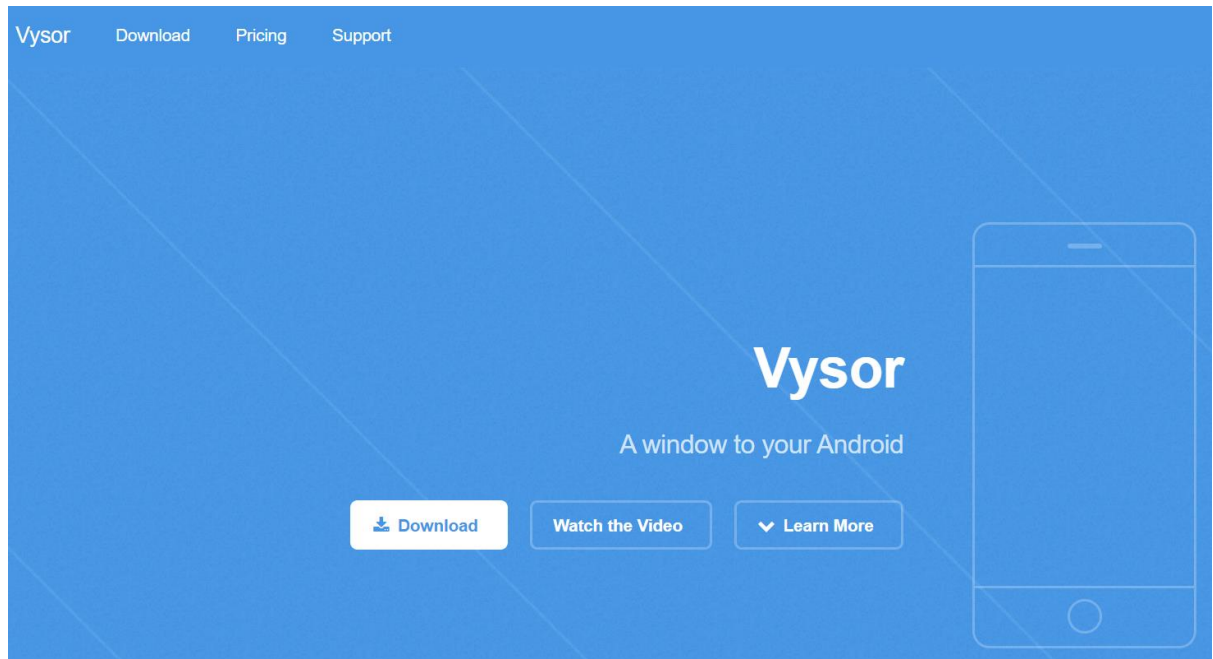 Vysor Download Pricing Support
Vysor
A window to your Android
Download Watch the Video Learn More